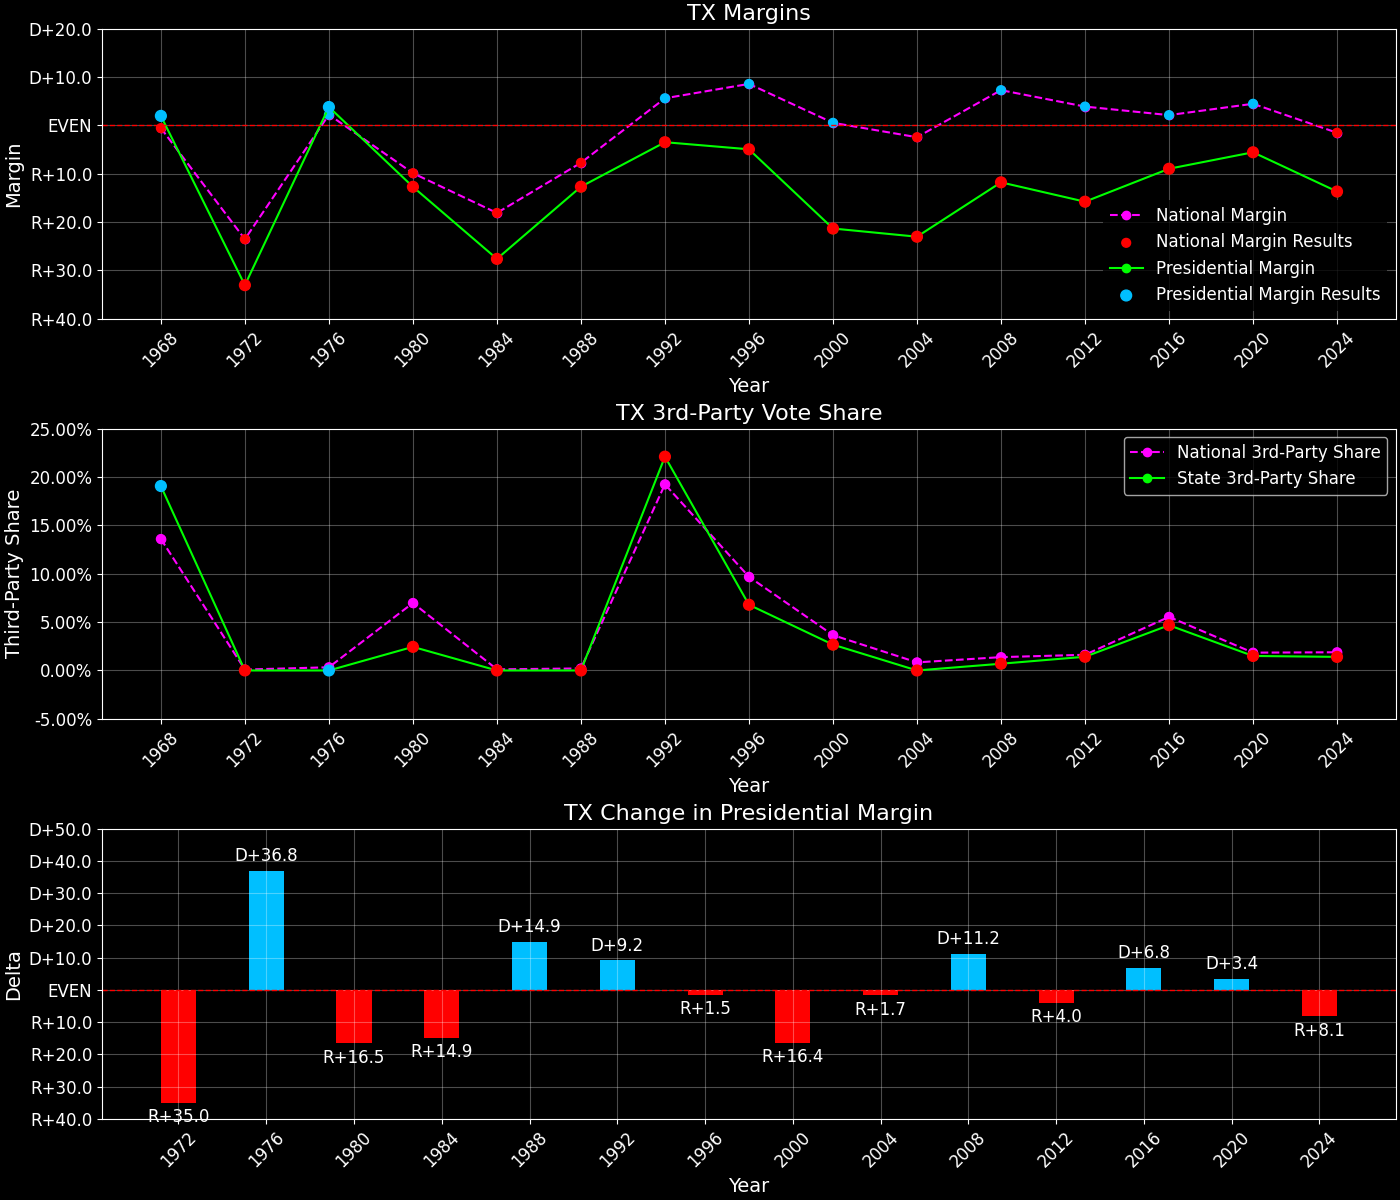 TX Margins
D+20.0
D+10.0
EVEN
R+10.0
R+20.0
R+30.0
R+40.0
Margin
National Margin
National Margin Results
Presidential Margin
Presidential Margin Results
1968 1972 1976 1980 1984 1988 1992 1996 2000 2004 2008 2012 2016 2020 2024
Year
TX 3rd-Party Vote Share
25.00%
20.00%
15.00%
10.00%
5.00%
0.00%
-5.00%
Third-Party Share
National 3rd-Party Share
State 3rd-Party Share
1968 1972 1976 1980 1984 1988 1992 1996 2000 2004 2008 2012 2016 2020 2024
Year
TX Change in Presidential Margin
D+50.0
D+40.0
D+30.0
D+20.0
D+10.0
EVEN
R+10.0
R+20.0
R+30.0
R+40.0
Delta
R+35.0
D+36.8
R+16.5
R+14.9
D+14.9
D+9.2
R+1.5
R+16.4
R+1.7
D+11.2
R+4.0
D+6.8
D+3.4
R+8.1
1972 1976 1980 1984 1988 1992 1996 2000 2004 2008 2012 2016 2020 2024
Year